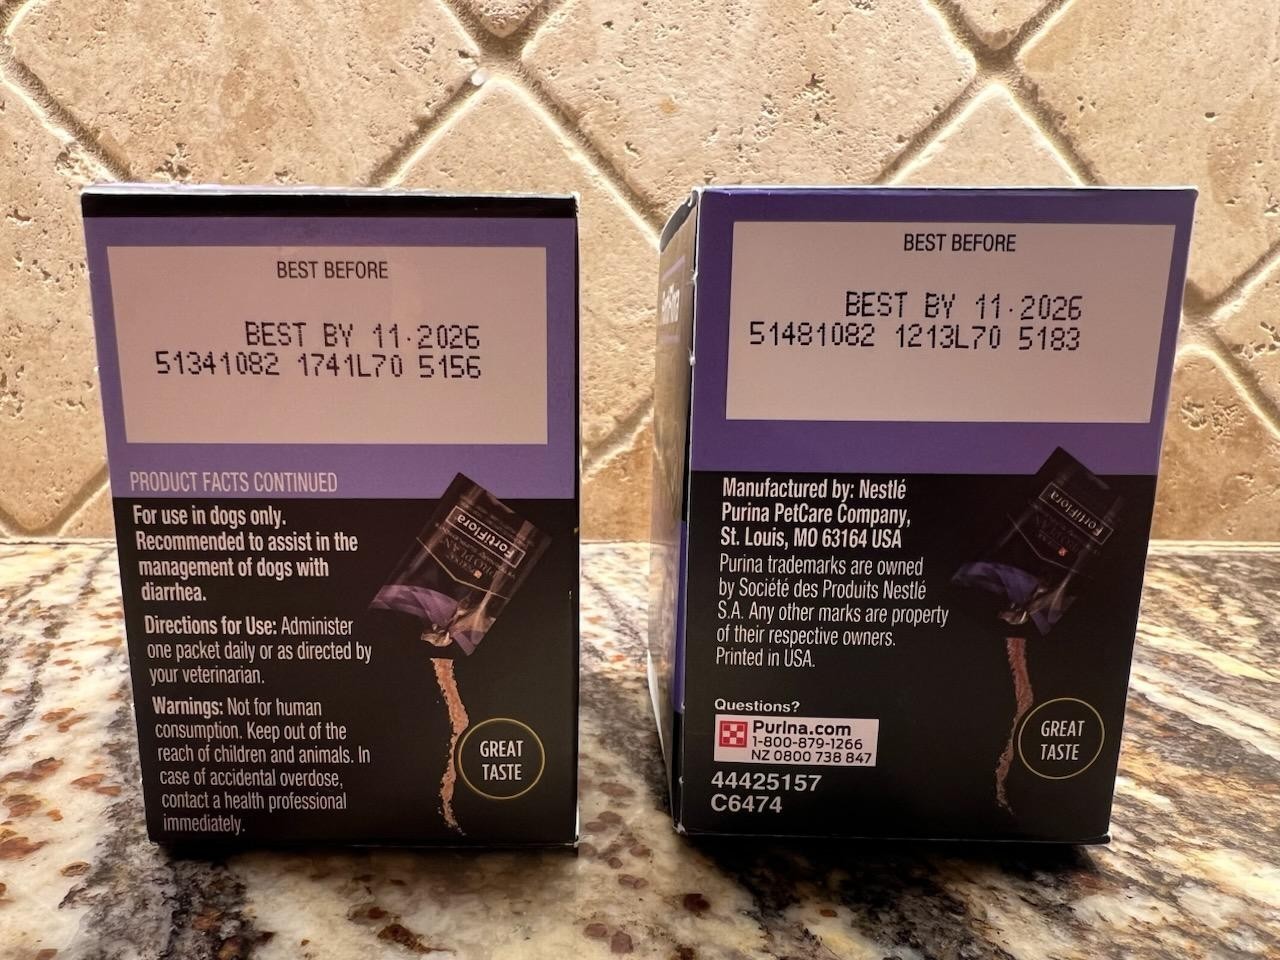 BEST BEFORE
BEST BY 11·2026
51341082 1741L70 5156
PRODUCT FACTS CONTINUED
For use in dogs only.
Recommended to assist in the
management of dogs with
diarrhea.
Directions for Use: Administer
one packet daily or as directed by
your veterinarian.
Warnings: Not for human
consumption. Keep out of the
reach of children and animals. In
case of accidental overdose,
contact a health professional
immediately.
FortiFlora
GREAT
TASTE
BEST BEFORE
BEST BY 11·2026
51481082 1213L70 5183
Manufactured by: Nestlé
Purina PetCare Company,
St. Louis, MO 63164 USA
Purina trademarks are owned
by Société des Produits Nestlé
S.A. Any other marks are property
of their respective owners.
Printed in USA.
Questions?
Purina.com
1-800-879-1266
NZ 0800 738 847
44425157
C6474
FortiFlora
GREAT
TASTE